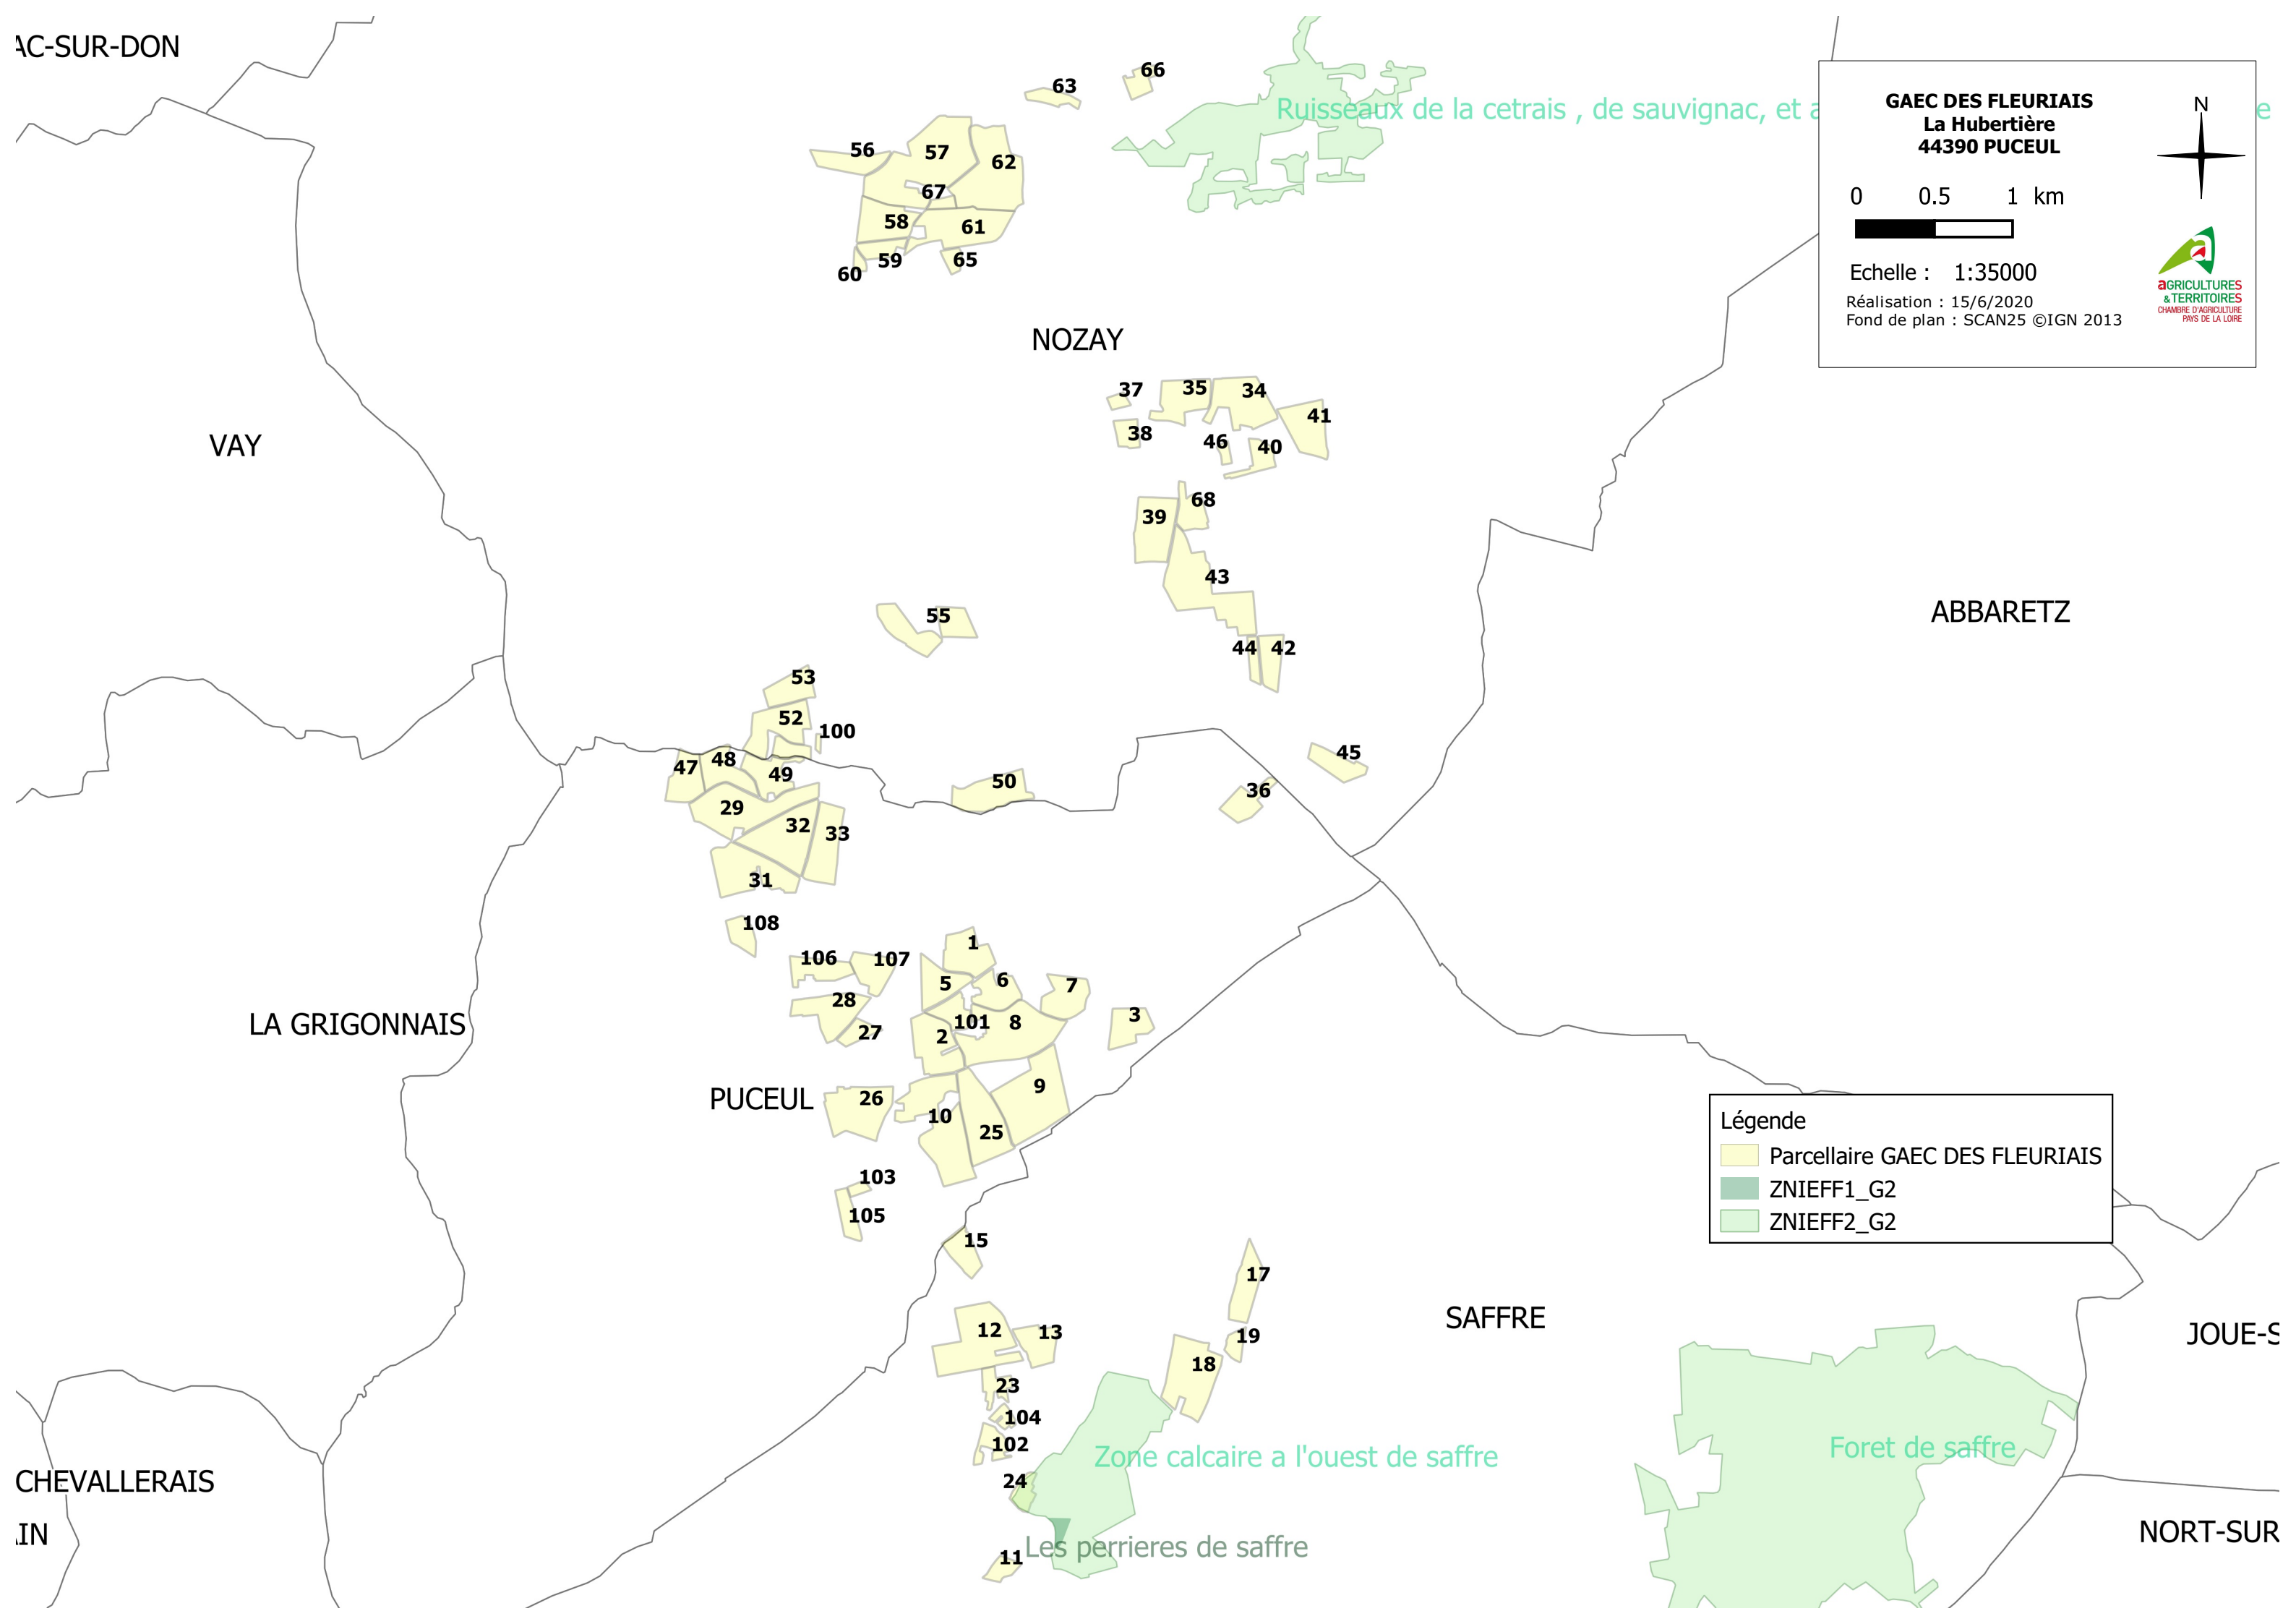 AC-SUR-DON
63
66
Ruisseaux de la cetrais , de sauvignac, et a
e
GAEC DES FLEURIAIS
La Hubertière
44390 PUCEUL
N
0 0.5 1 km
Echelle : 1:35000
Réalisation : 15/6/2020
Fond de plan : SCAN25 ©IGN 2013
a
AGRICULTURES
& TERRITOIRES
CHAMBRE D'AGRICULTURE
PAYS DE LA LOIRE
56
57
62
67
58
61
59
65
60
NOZAY
37
35
34
41
38
46
40
VAY
68
39
43
55
44
42
ABBARETZ
53
52
100
47
48
49
50
45
36
29
32
33
31
108
106
107
1
5
6
7
28
101
8
3
27
2
LA GRIGONNAIS
PUCEUL
26
10
9
25
103
105
15
Légende
Parcellaire GAEC DES FLEURIAIS
ZNIEFF1_G2
ZNIEFF2_G2
17
12
13
19
18
SAFFRE
JOUE-S
23
104
102
24
Zone calcaire a l'ouest de saffre
Foret de saffre
CHEVALLERAIS
AIN
11
Les perrieres de saffre
NORT-SUR